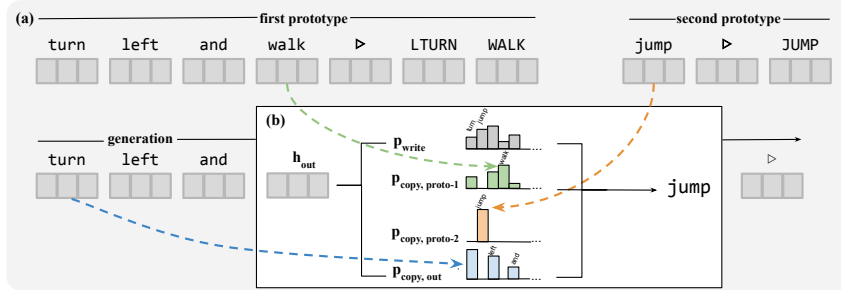 (a) first prototype second prototype
turn left and walk ▷ LTURN WALK jump ▷ JUMP
(b)
generation
turn left and h_out ▷
p_write turn jump ...
p_copy, proto-1 walk ...
jump
p_copy, proto-2 jump ...
p_copy, out left and ...